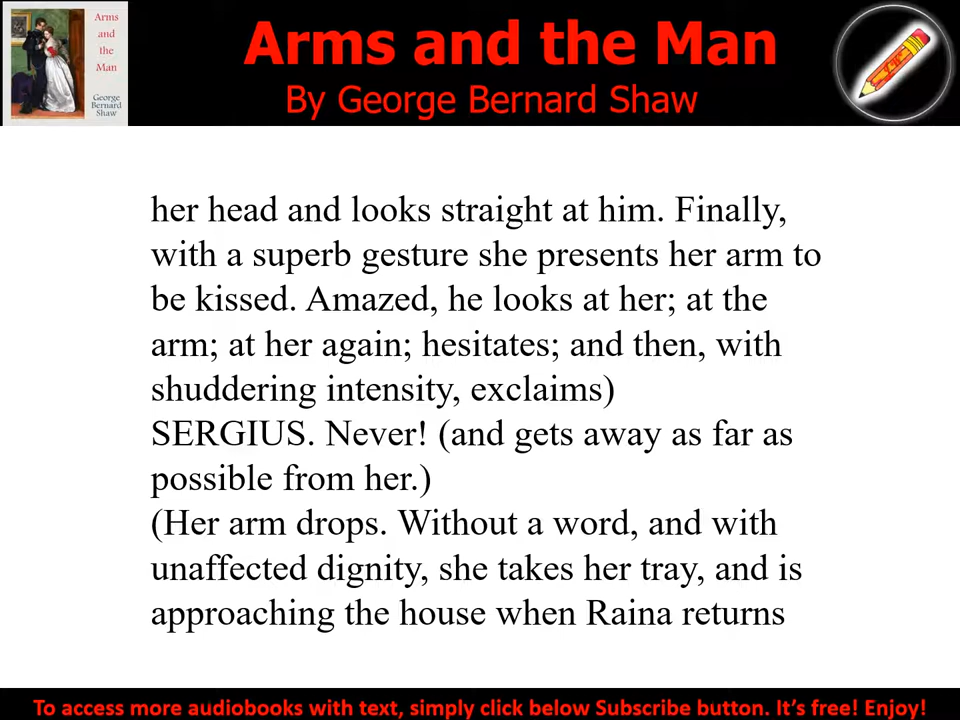 Arms
and
the
Man
George
Bernard
Shaw
Arms and the Man
By George Bernard Shaw
her head and looks straight at him. Finally,
with a superb gesture she presents her arm to
be kissed. Amazed, he looks at her; at the
arm; at her again; hesitates; and then, with
shuddering intensity, exclaims)
SERGIUS. Never! (and gets away as far as
possible from her.)
(Her arm drops. Without a word, and with
unaffected dignity, she takes her tray, and is
approaching the house when Raina returns
To access more audiobooks with text, simply click below Subscribe button. It’s free! Enjoy!